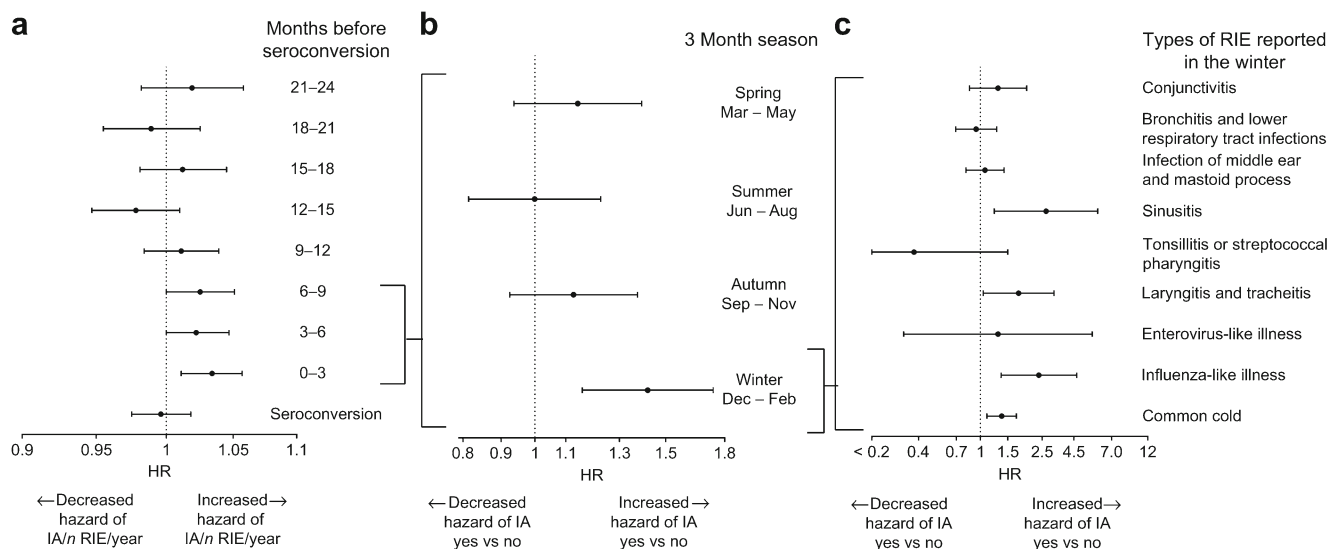 a
Months before
seroconversion
21–24
18–21
15–18
12–15
9–12
6–9
3–6
0–3
Seroconversion
0.9 0.95 1 1.05 1.1
HR
←Decreased
hazard of
IA/n RIE/year
Increased→
hazard of
IA/n RIE/year
b
3 Month season
Spring
Mar – May
Summer
Jun – Aug
Autumn
Sep – Nov
Winter
Dec – Feb
0.8 0.9 1 1.1 1.3 1.5 1.8
HR
←Decreased
hazard of IA
yes vs no
Increased→
hazard of IA
yes vs no
c
Types of RIE reported
in the winter
Conjunctivitis
Bronchitis and lower
respiratory tract infections
Infection of middle ear
and mastoid process
Sinusitis
Tonsillitis or streptococcal
pharyngitis
Laryngitis and tracheitis
Enterovirus-like illness
Influenza-like illness
Common cold
< 0.2 0.4 0.7 1 1.5 2.5 4.5 7.0 12
HR
←Decreased
hazard of IA
yes vs no
Increased→
hazard of IA
yes vs no